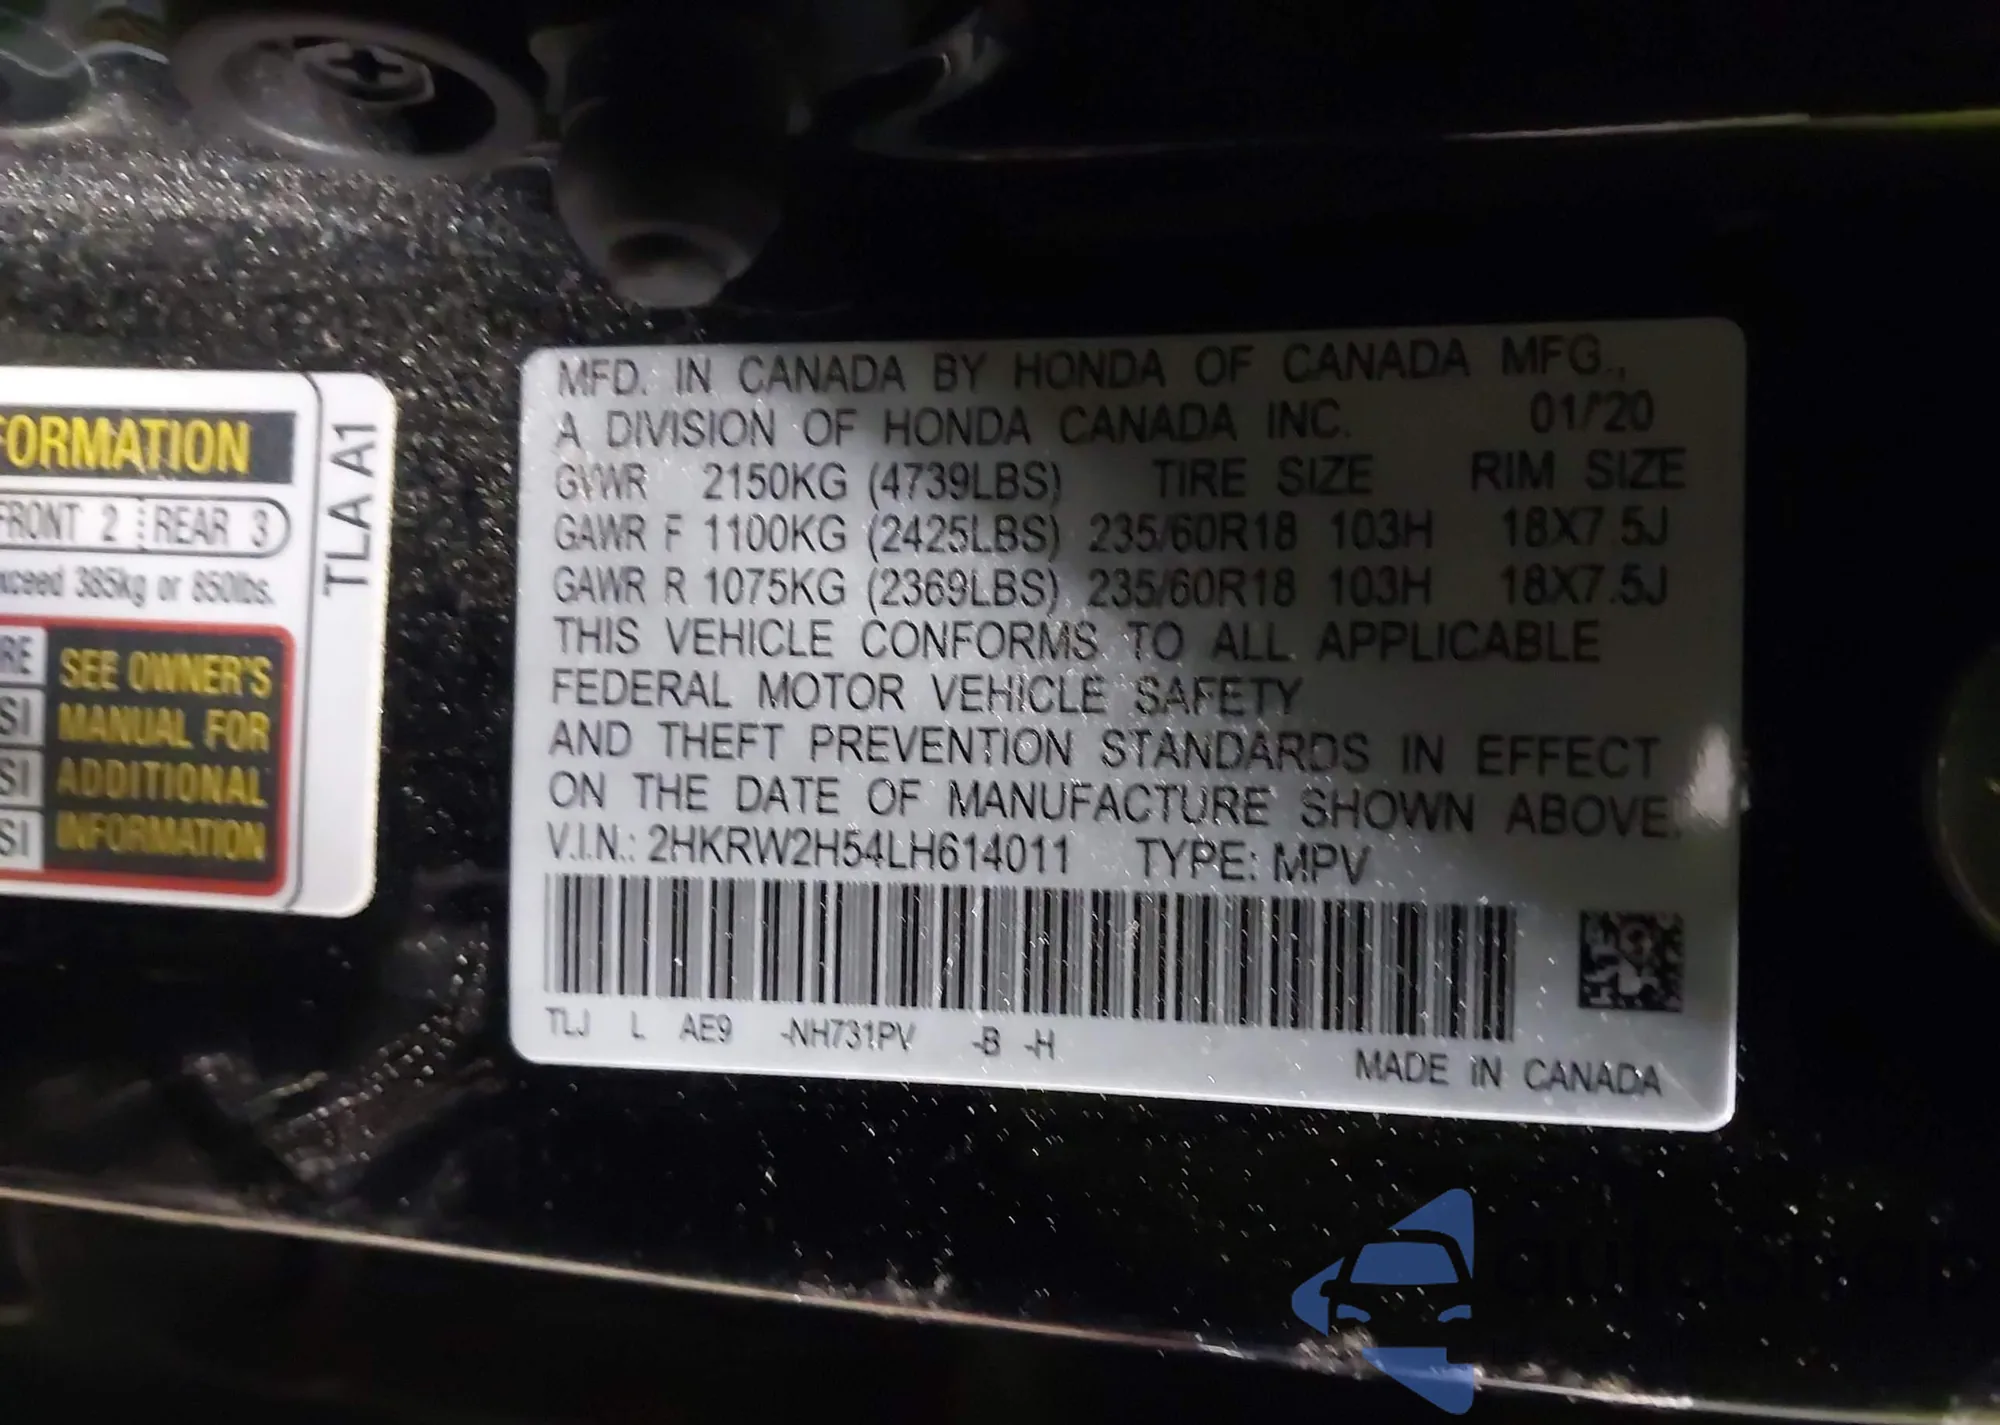 FORMATION
FRONT 2 REAR 3
xceed 385kg or 850lbs.
RE
SI
SI
SI
SEE OWNER'S
MANUAL FOR
ADDITIONAL
INFORMATION
TLA A1
MFD. IN CANADA BY HONDA OF CANADA MFG.,
A DIVISION OF HONDA CANADA INC. 01/'20
GVWR 2150KG (4739LBS) TIRE SIZE RIM SIZE
GAWR F 1100KG (2425LBS) 235/60R18 103H 18X7.5J
GAWR R 1075KG (2369LBS) 235/60R18 103H 18X7.5J
THIS VEHICLE CONFORMS TO ALL APPLICABLE
FEDERAL MOTOR VEHICLE SAFETY
AND THEFT PREVENTION STANDARDS IN EFFECT
ON THE DATE OF MANUFACTURE SHOWN ABOVE.
V.I.N.: 2HKRW2H54LH614011 TYPE: MPV
TLJ L AE9 -NH731PV -B -H
MADE IN CANADA